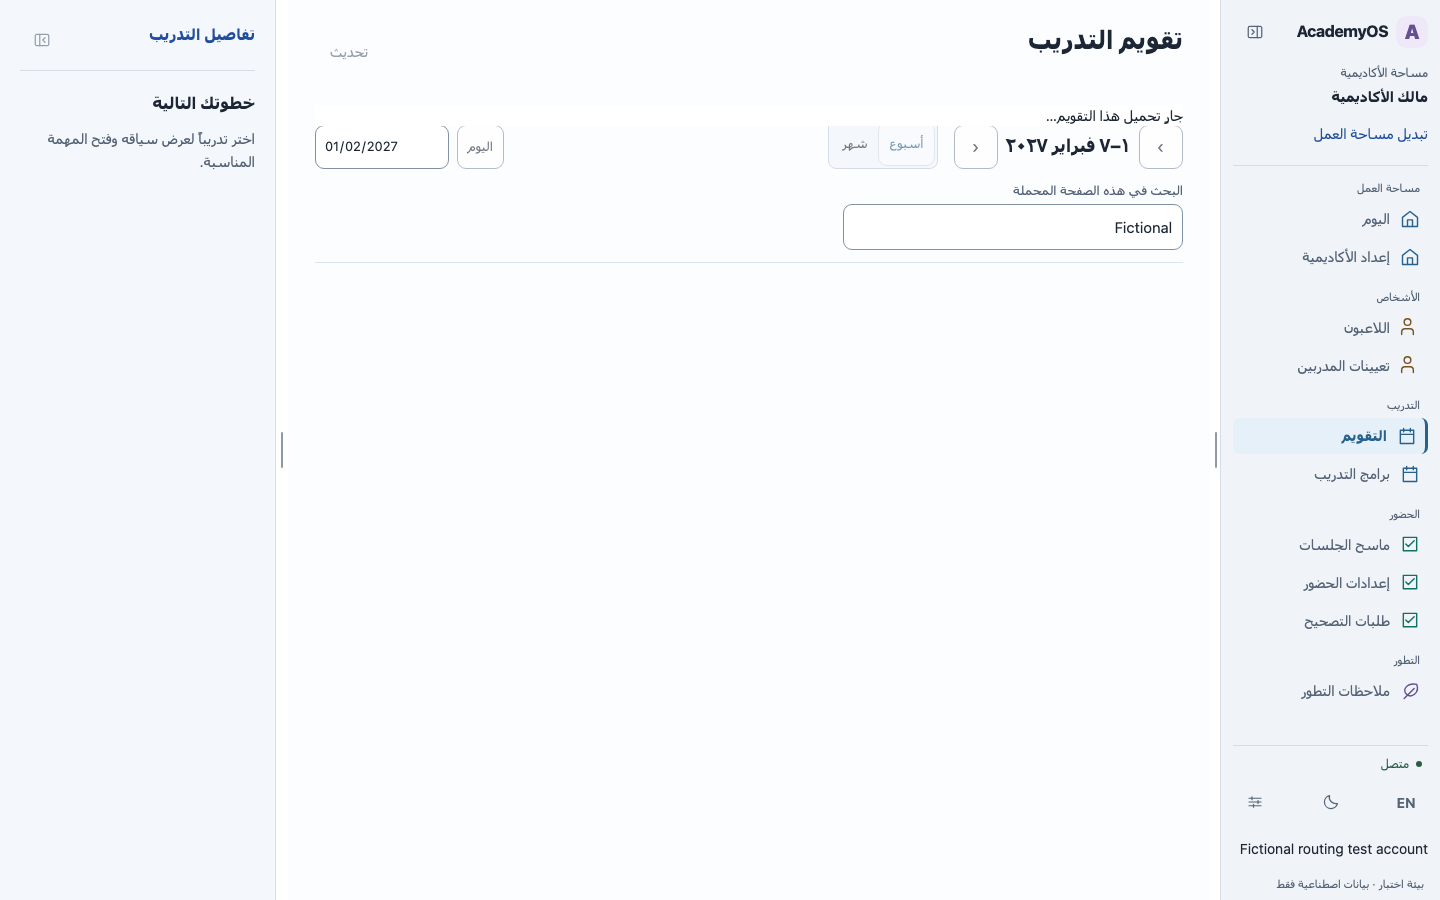 AcademyOS
A
مساحة الأكاديمية
مالك الأكاديمية
تبديل مساحة العمل
مساحة العمل
اليوم
إعداد الأكاديمية
الأشخاص
اللاعبون
تعيينات المدربين
التدريب
التقويم
برامج التدريب
الحضور
ماسح الجلسات
إعدادات الحضور
طلبات التصحيح
التطور
ملاحظات التطور
متصل
EN
Fictional routing test account
بيئة اختبار · بيانات اصطناعية فقط
تقويم التدريب
تحديث
جارٍ تحميل هذا التقويم...
١–٧ فبراير ٢٠٢٧
أسبوع
شهر
اليوم
01/02/2027
البحث في هذه الصفحة المحملة
Fictional
تفاصيل التدريب
خطوتك التالية
اختر تدريباً لعرض سياقه وفتح المهمة
المناسبة.